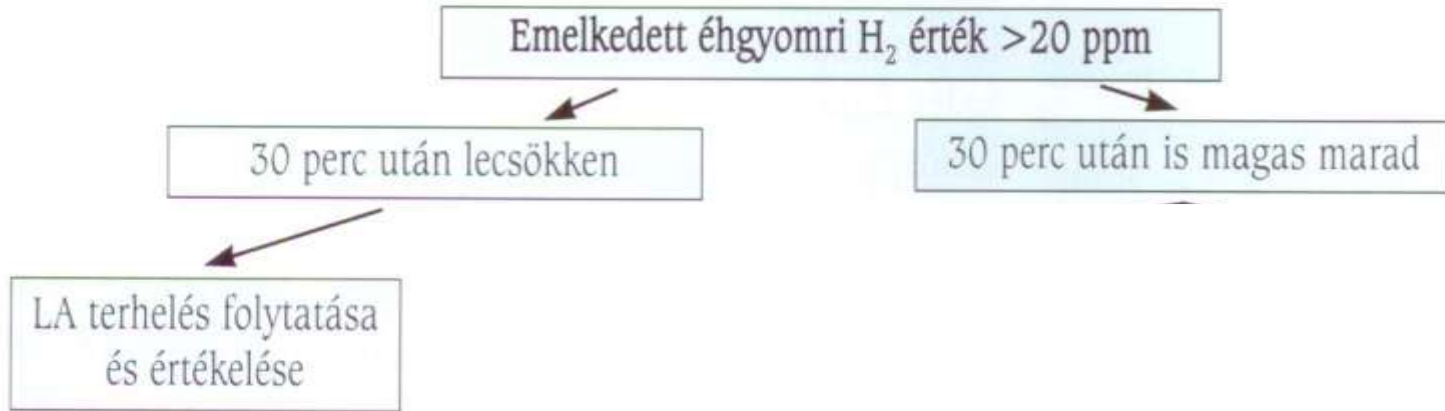 Emelkedett éhgyomri H₂ érték >20 ppm
30 perc után lecsökken
30 perc után is magas marad
LA terhelés folytatása
és értékelése